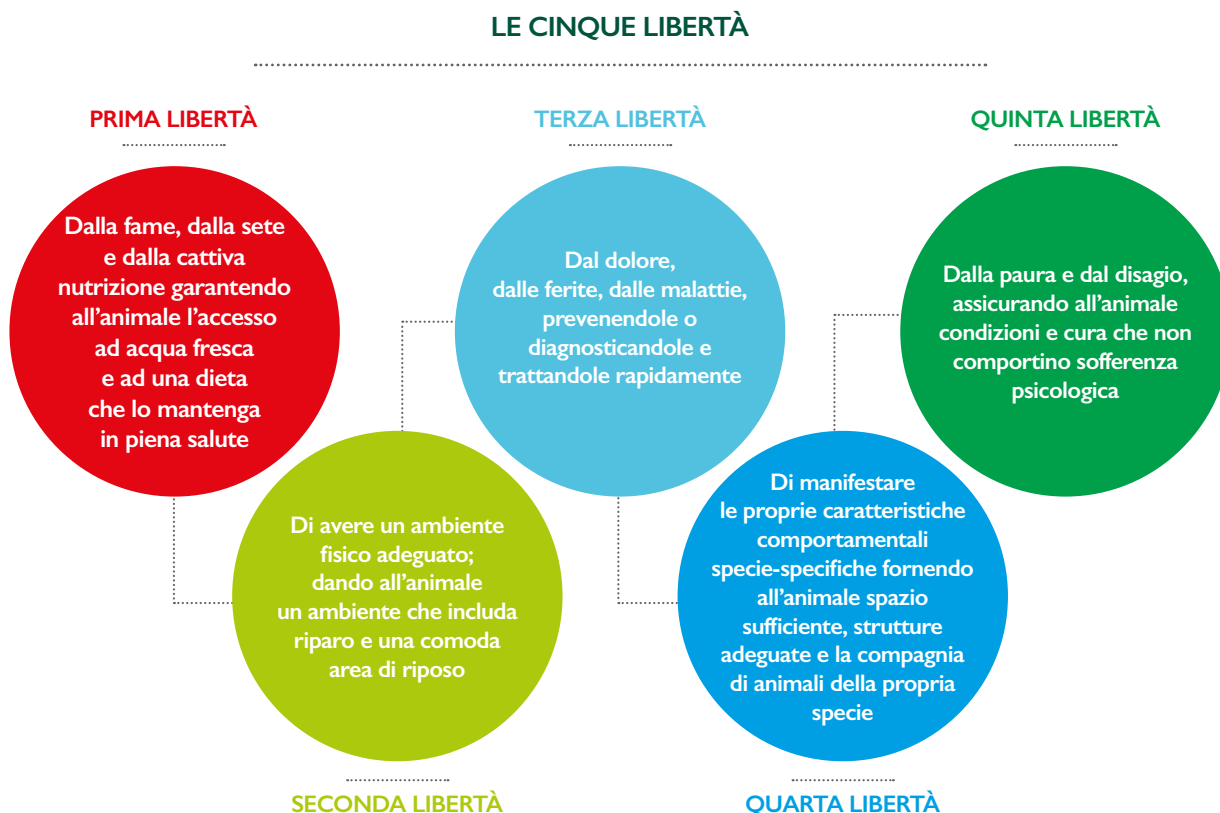 LE CINQUE LIBERTÀ
PRIMA LIBERTÀ
Dalla fame, dalla sete
e dalla cattiva
nutrizione garantendo
all’animale l’accesso
ad acqua fresca
e ad una dieta
che lo mantenga
in piena salute
Di avere un ambiente
fisico adeguato;
dando all’animale
un ambiente che includa
riparo e una comoda
area di riposo
SECONDA LIBERTÀ
TERZA LIBERTÀ
Dal dolore,
dalle ferite, dalle malattie,
prevenendole o
diagnosticandole e
trattandole rapidamente
Di manifestare
le proprie caratteristiche
comportamentali
specie-specifiche fornendo
all’animale spazio
sufficiente, strutture
adeguate e la compagnia
di animali della propria
specie
QUARTA LIBERTÀ
QUINTA LIBERTÀ
Dalla paura e dal disagio,
assicurando all’animale
condizioni e cura che non
comportino sofferenza
psicologica